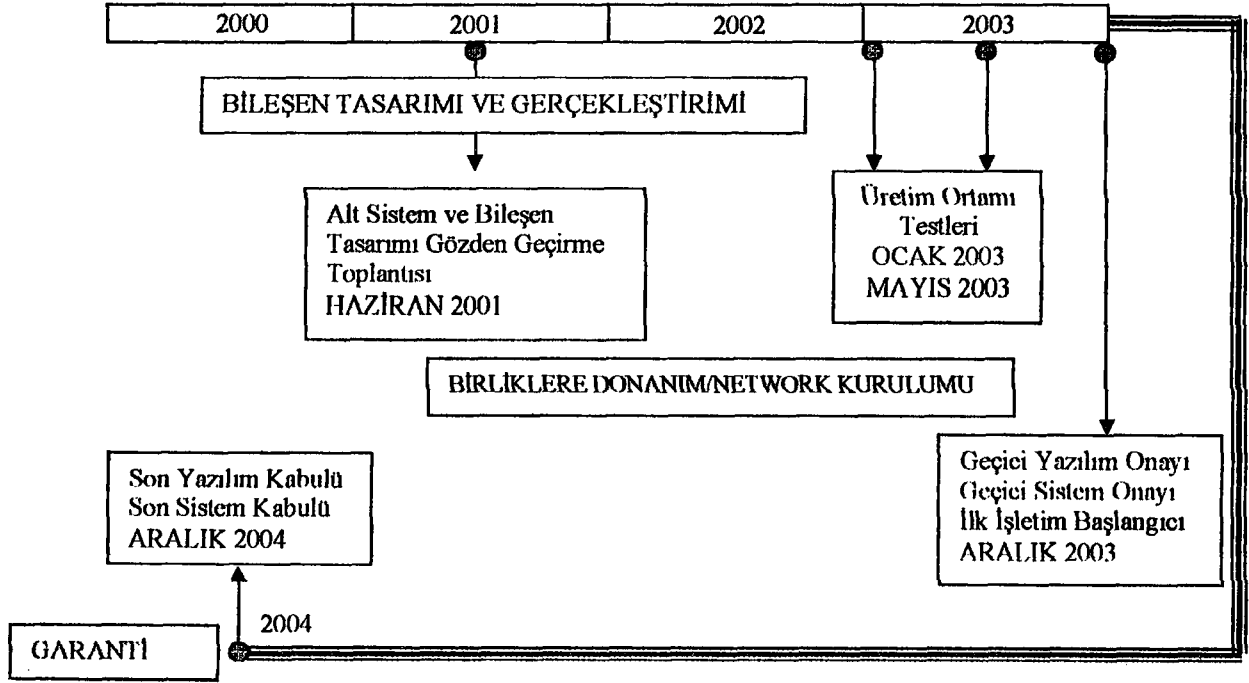 2000 2001 2002 2003
BİLEŞEN TASARIMI VE GERÇEKLEŞTİRİMİ
Alt Sistem ve Bileşen
Tasarımı Gözden Geçirme
Toplantısı
HAZİRAN 2001
Üretim Ortamı
Testleri
OCAK 2003
MAYIS 2003
BİRLİKLERE DONANIM/NETWORK KURULUMU
Son Yazılım Kabulü
Son Sistem Kabulü
ARALIK 2004
Geçici Yazılım Onayı
Geçici Sistem Onayı
İlk İşletim Başlangıcı
ARALIK 2003
2004
GARANTİ